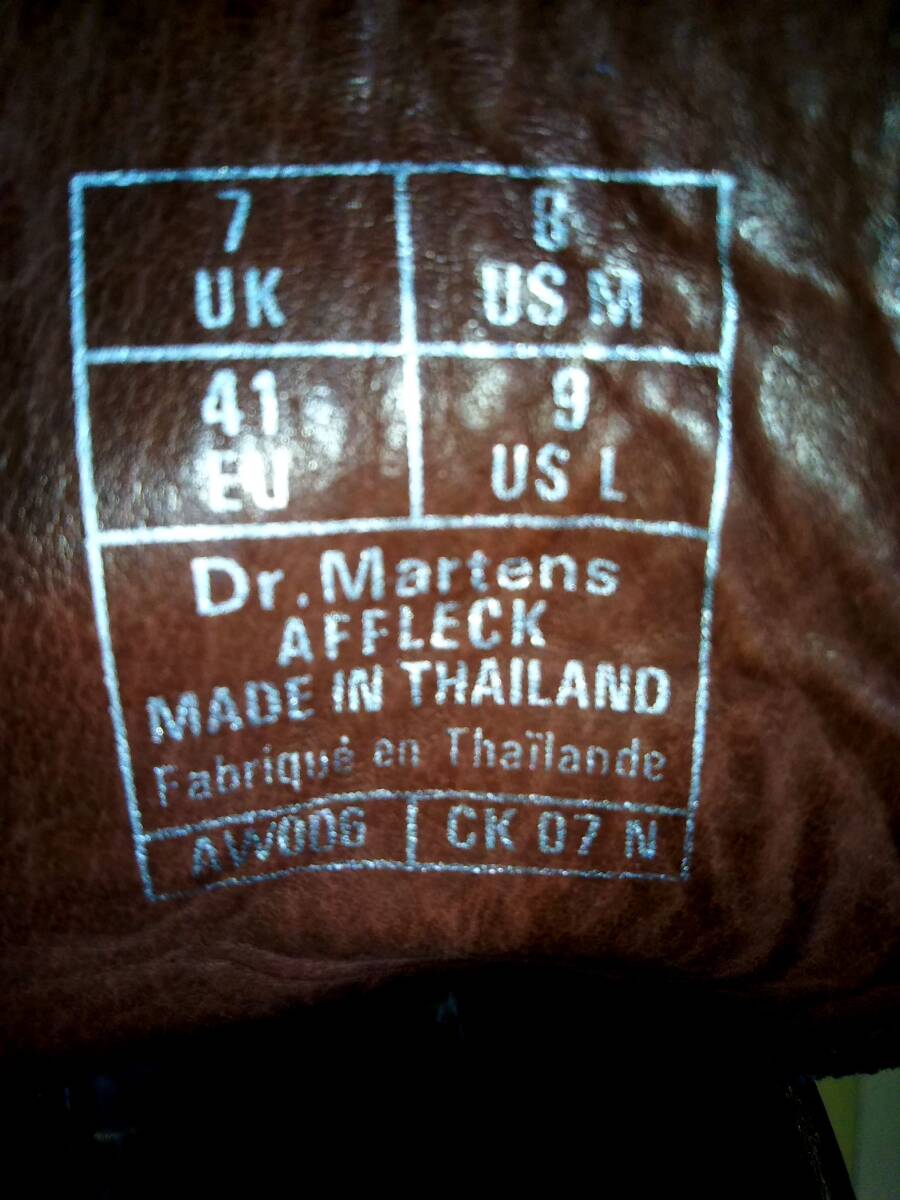 7
UK
8
US M
41
EU
9
US L
Dr. Martens
AFFLECK
MADE IN THAILAND
Fabriqué en Thaïlande
AW006
CK 07 N